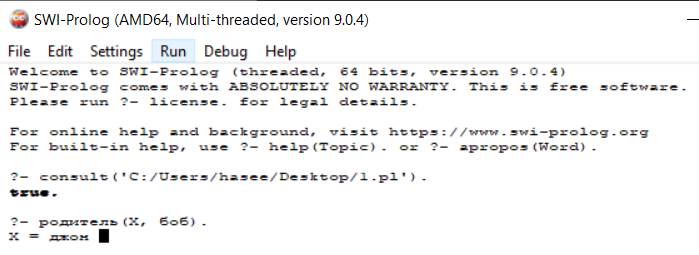 SWI-Prolog (AMD64, Multi-threaded, version 9.0.4)
File Edit Settings Run Debug Help
Welcome to SWI-Prolog (threaded, 64 bits, version 9.0.4)
SWI-Prolog comes with ABSOLUTELY NO WARRANTY. This is free software.
Please run ?- license. for legal details.
For online help and background, visit https://www.swi-prolog.org
For built-in help, use ?- help(Topic). or ?- apropos(Word).
?- consult('C:/Users/hasee/Desktop/1.pl').
true.
?- родитель(X, боб).
X = джон